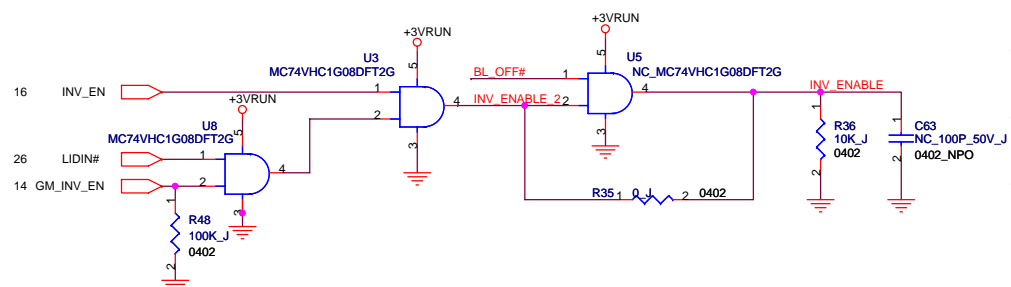 +3VRUN
U5
NC_MC74VHC1G08DFT2G
5
BL_OFF#
1
2
4
3
+3VRUN
U3
MC74VHC1G08DFT2G
5
1
2
4
3
INV_ENABLE_2
INV_ENABLE
16 INV_EN
+3VRUN
U8
MC74VHC1G08DFT2G
5
26 LIDIN#
1
14 GM_INV_EN
2
4
3
1
R48
100K_J
0402
2
R35
1
0_J
2
0402
1
R36
10K_J
0402
2
1
C63
NC_100P_50V_J
0402_NPO
2